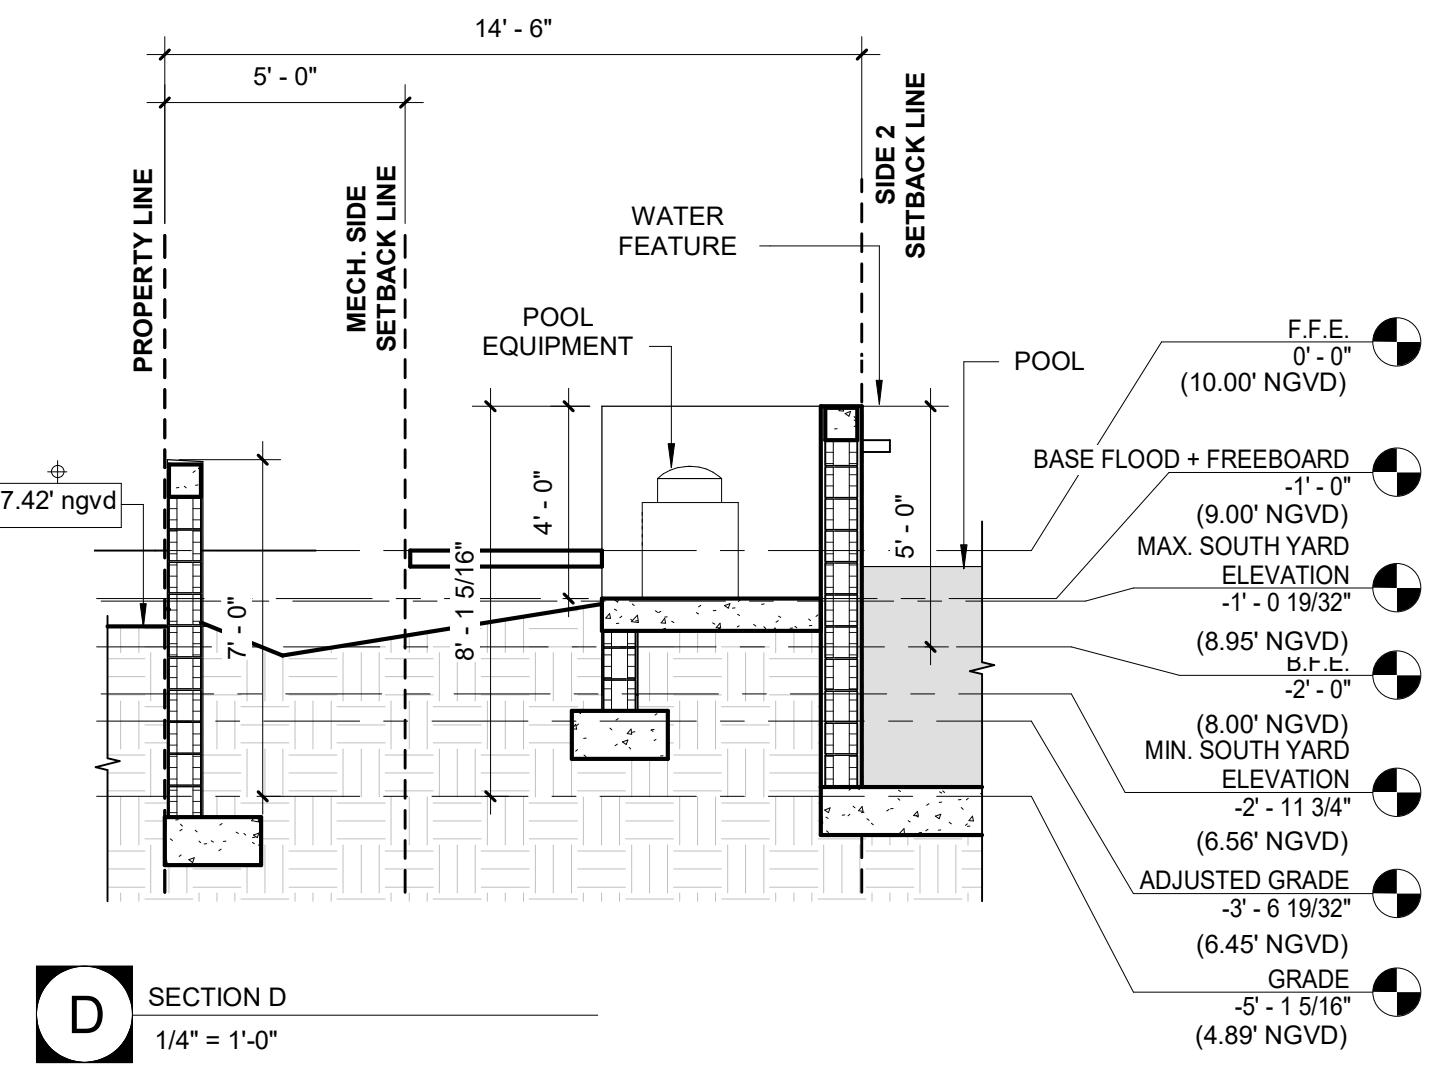 14' - 6"
5' - 0"
PROPERTY LINE
MECH. SIDE
SETBACK LINE
SIDE 2
SETBACK LINE
WATER
FEATURE
POOL
EQUIPMENT
POOL
7.42' ngvd
7' - 0"
8' - 1 5/16"
4' - 0"
5' - 0"
F.F.E.
0' - 0"
(10.00' NGVD)
BASE FLOOD + FREEBOARD
-1' - 0"
(9.00' NGVD)
MAX. SOUTH YARD
ELEVATION
-1' - 0 19/32"
(8.95' NGVD)
B.F.E.
-2' - 0"
(8.00' NGVD)
MIN. SOUTH YARD
ELEVATION
-2' - 11 3/4"
(6.56' NGVD)
ADJUSTED GRADE
-3' - 6 19/32"
(6.45' NGVD)
GRADE
-5' - 1 5/16"
(4.89' NGVD)
D
SECTION D
1/4" = 1'-0"